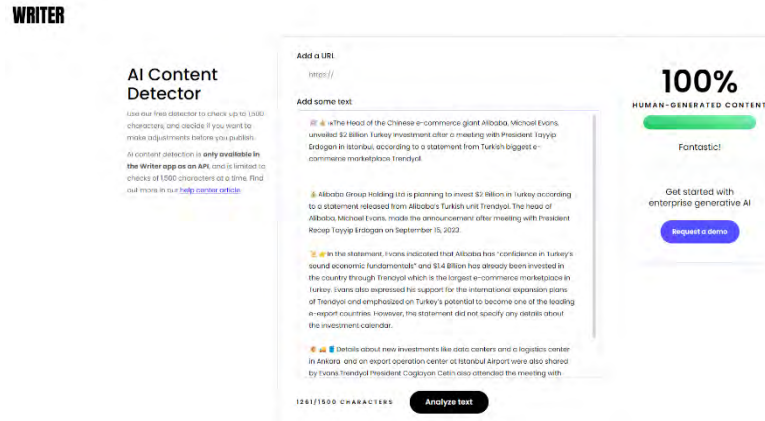 WRITER
AI Content
Detector
Use our free detector to check up to 1,500
characters, and decide if you want to
make adjustments before you publish.
AI content detection is only available in
the Writer app as an API, and is limited to
checks of 1,500 characters at a time. Find
out more in our help center article.
Add a URL
https://
Add some text
The Head of the Chinese e-commerce giant Alibaba, Michael Evans,
unveiled $2 Billion Turkey Investment after a meeting with President Tayyip
Erdogan in Istanbul, according to a statement from Turkish biggest e-
commerce marketplace Trendyol.
Alibaba Group Holding Ltd is planning to invest $2 Billion in Turkey according
to a statement released from Alibaba's Turkish unit Trendyol. The head of
Alibaba, Michael Evans, made the announcement after meeting with President
Recep Tayyip Erdogan on September 15, 2023.
In the statement, Evans indicated that Alibaba has "confidence in Turkey's
sound economic fundamentals" and $1.4 Billion has already been invested in
the country through Trendyol which is the largest e-commerce marketplace in
Turkey. Evans also expressed his support for the international expansion plans
of Trendyol and emphasized on Turkey's potential to become one of the leading
e-export countries. However, the statement did not specify any details about
the investment calendar.
Details about new investments like data centers and a logistics center
in Ankara and an export operation center at Istanbul Airport were also shared
by Evans. Trendyol President Caglayan Cetin also attended the meeting with
1261/1500 CHARACTERS
Analyze text
100%
HUMAN-GENERATED CONTENT
Fantastic!
Get started with
enterprise generative AI
Request a demo